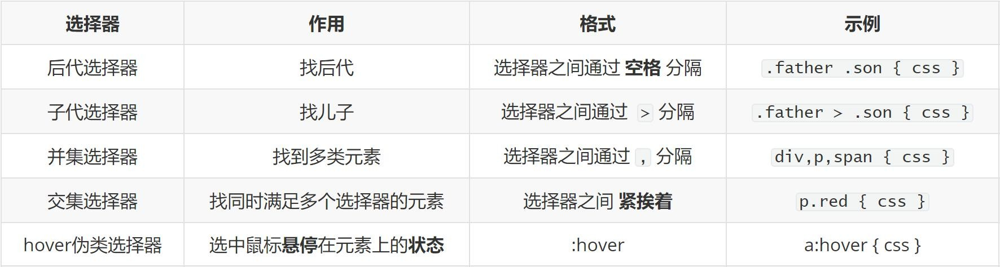 选择器 作用 格式 示例
后代选择器 找后代 选择器之间通过 空格 分隔 .father .son { css }
子代选择器 找儿子 选择器之间通过 > 分隔 .father > .son { css }
并集选择器 找到多类元素 选择器之间通过 , 分隔 div,p,span { css }
交集选择器 找同时满足多个选择器的元素 选择器之间 紧挨着 p.red { css }
hover伪类选择器 选中鼠标悬停在元素上的状态 :hover a:hover { css }